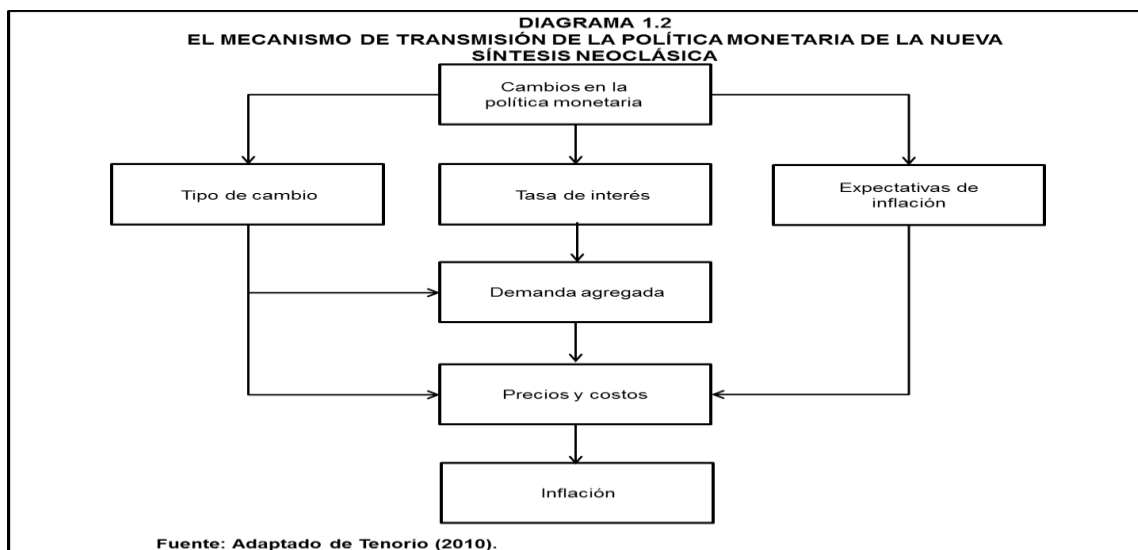 DIAGRAMA 1.2
EL MECANISMO DE TRANSMISIÓN DE LA POLÍTICA MONETARIA DE LA NUEVA
SÍNTESIS NEOCLÁSICA
Cambios en la
política monetaria
Tipo de cambio
Tasa de interés
Expectativas de
inflación
Demanda agregada
Precios y costos
Inflación
Fuente: Adaptado de Tenorio (2010).